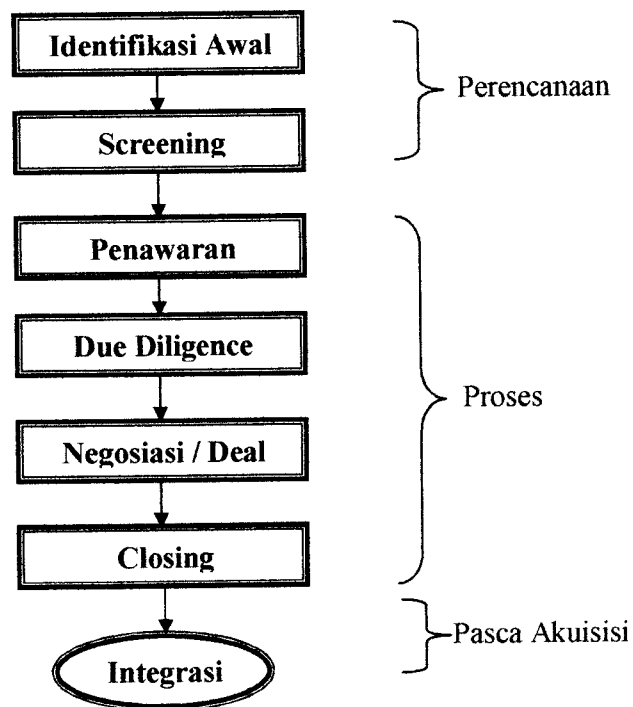 Identifikasi Awal
Perencanaan
Screening
Penawaran
Due Diligence
Proses
Negosiasi / Deal
Closing
Pasca Akuisisi
Integrasi